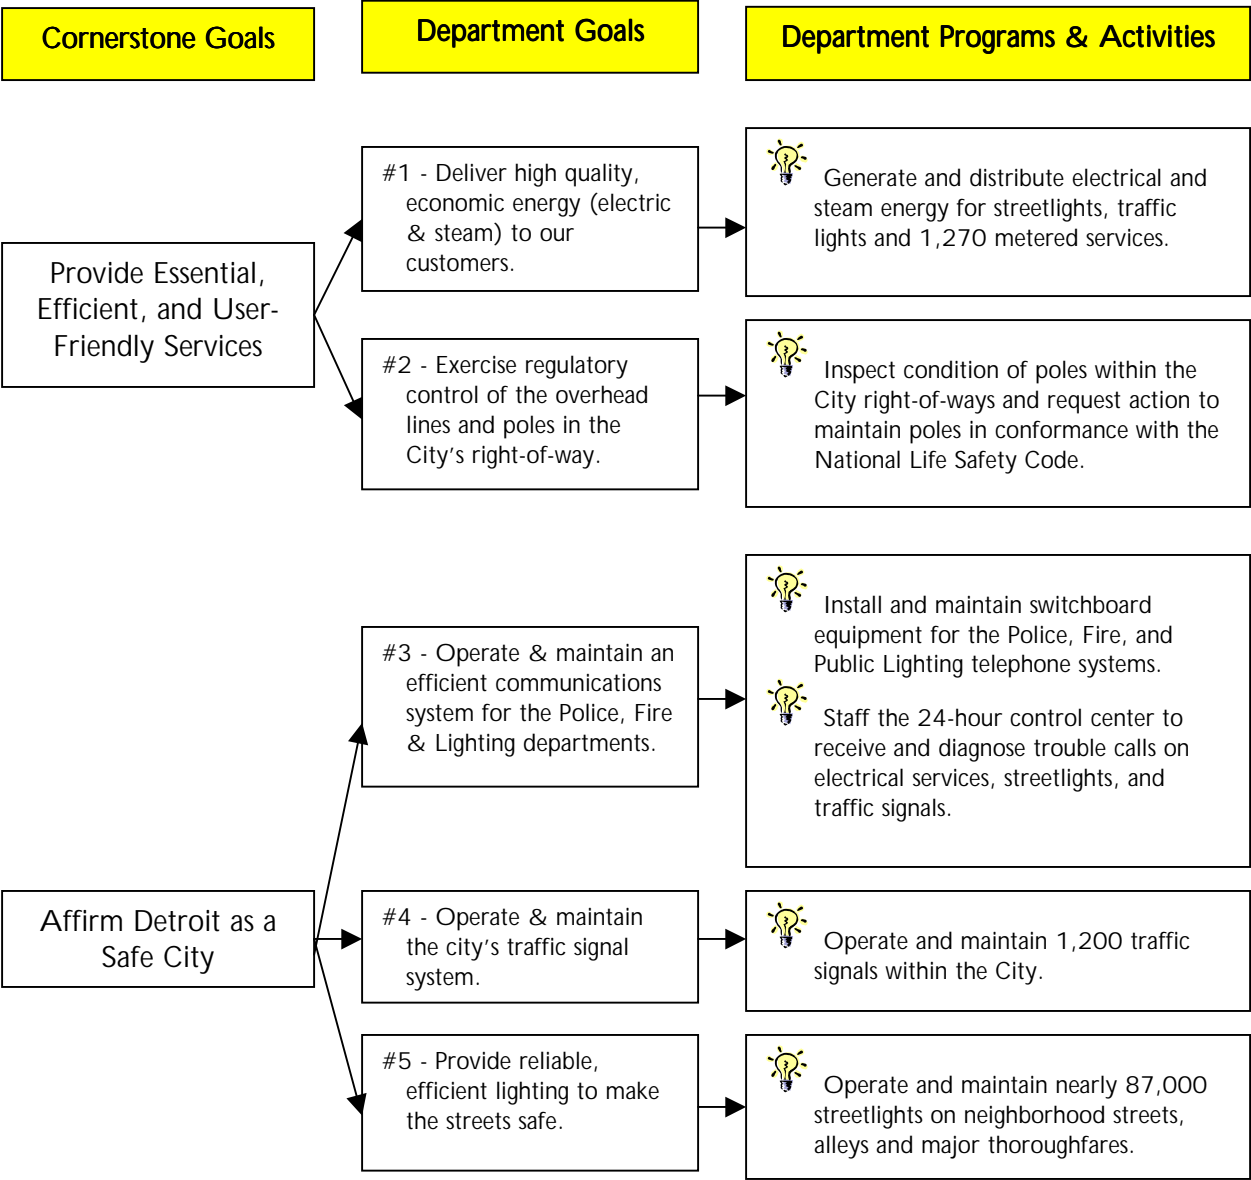 Cornerstone Goals
Department Goals
Department Programs & Activities
Provide Essential,
Efficient, and User-
Friendly Services
#1 - Deliver high quality,
economic energy (electric
& steam) to our
customers.
Generate and distribute electrical and
steam energy for streetlights, traffic
lights and 1,270 metered services.
#2 - Exercise regulatory
control of the overhead
lines and poles in the
City's right-of-way.
Inspect condition of poles within the
City right-of-ways and request action to
maintain poles in conformance with the
National Life Safety Code.
Affirm Detroit as a
Safe City
#3 - Operate & maintain an
efficient communications
system for the Police, Fire
& Lighting departments.
Install and maintain switchboard
equipment for the Police, Fire, and
Public Lighting telephone systems.
Staff the 24-hour control center to
receive and diagnose trouble calls on
electrical services, streetlights, and
traffic signals.
#4 - Operate & maintain
the city's traffic signal
system.
Operate and maintain 1,200 traffic
signals within the City.
#5 - Provide reliable,
efficient lighting to make
the streets safe.
Operate and maintain nearly 87,000
streetlights on neighborhood streets,
alleys and major thoroughfares.